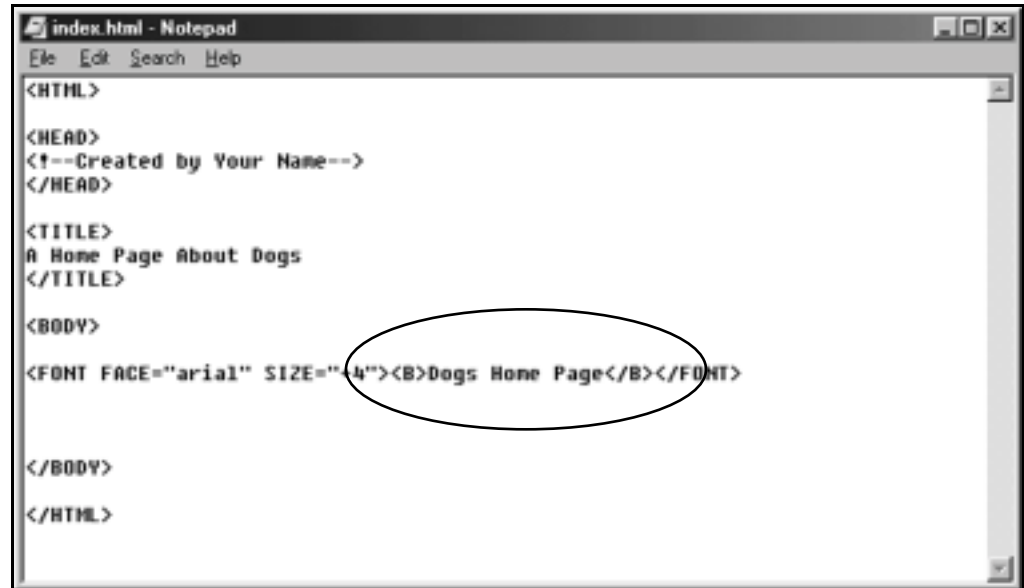 index.html - Notepad
File Edit Search Help
<HTML>
<HEAD>
<!--Created by Your Name-->
</HEAD>
<TITLE>
A Home Page About Dogs
</TITLE>
<BODY>
<FONT FACE="arial" SIZE="+4"><B>Dogs Home Page</B></FONT>
</BODY>
</HTML>